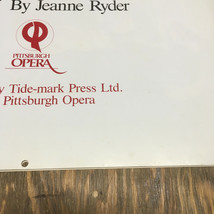 By Jeanne Ryder
PITTSBURGH
OPERA
Tide-mark Press Ltd.
Pittsburgh Opera